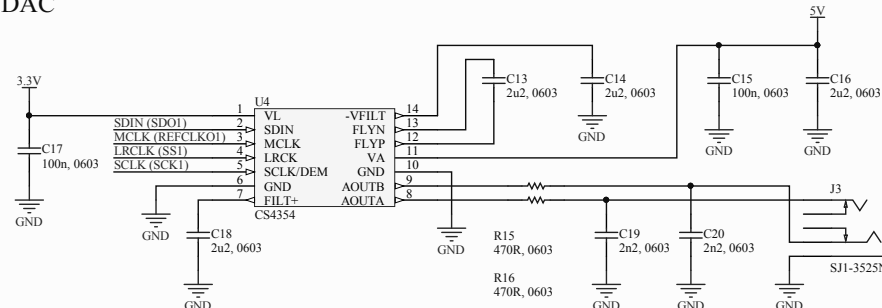 DAC
5V
3.3V
C17
100n, 0603
GND
SDIN (SDO1)
MCLK (REFCLKO1)
LRCLK (SS1)
SCLK (SCK1)
U4
1 VL -VFILT 14
2 SDIN FLYN 13
3 MCLK FLYP 12
4 LRCK VA 11
5 SCLK/DEM GND 10
6 GND AOUTB 9
7 FILT+ AOUTA 8
CS4354
GND
C18
2u2, 0603
GND
GND
C13
2u2, 0603
C14
2u2, 0603
GND
C15
100n, 0603
GND
C16
2u2, 0603
GND
R15
470R, 0603
R16
470R, 0603
C19
2n2, 0603
GND
C20
2n2, 0603
GND
J3
GND